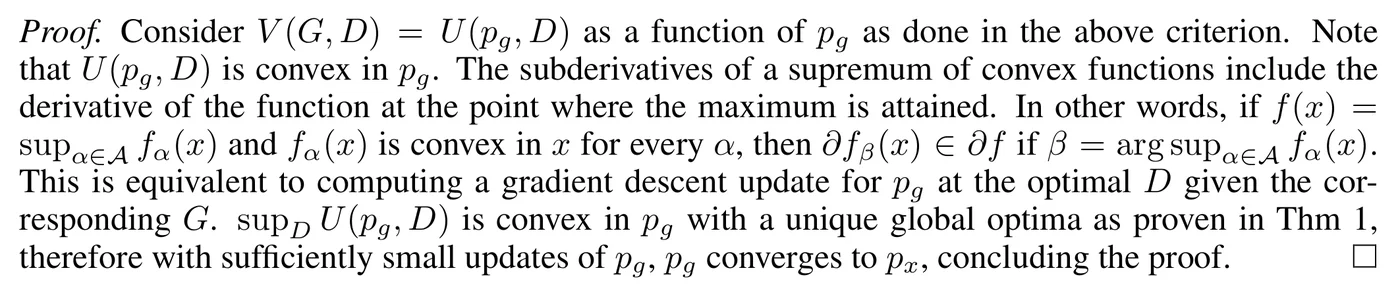 Proof. Consider V(G, D) = U(p_g, D) as a function of p_g as done in the above criterion. Note
that U(p_g, D) is convex in p_g. The subderivatives of a supremum of convex functions include the
derivative of the function at the point where the maximum is attained. In other words, if f(x) =
sup_{α∈𝒜} f_α(x) and f_α(x) is convex in x for every α, then ∂f_β(x) ∈ ∂f if β = arg sup_{α∈𝒜} f_α(x).
This is equivalent to computing a gradient descent update for p_g at the optimal D given the cor-
responding G. sup_D U(p_g, D) is convex in p_g with a unique global optima as proven in Thm 1,
therefore with sufficiently small updates of p_g, p_g converges to p_x, concluding the proof. □